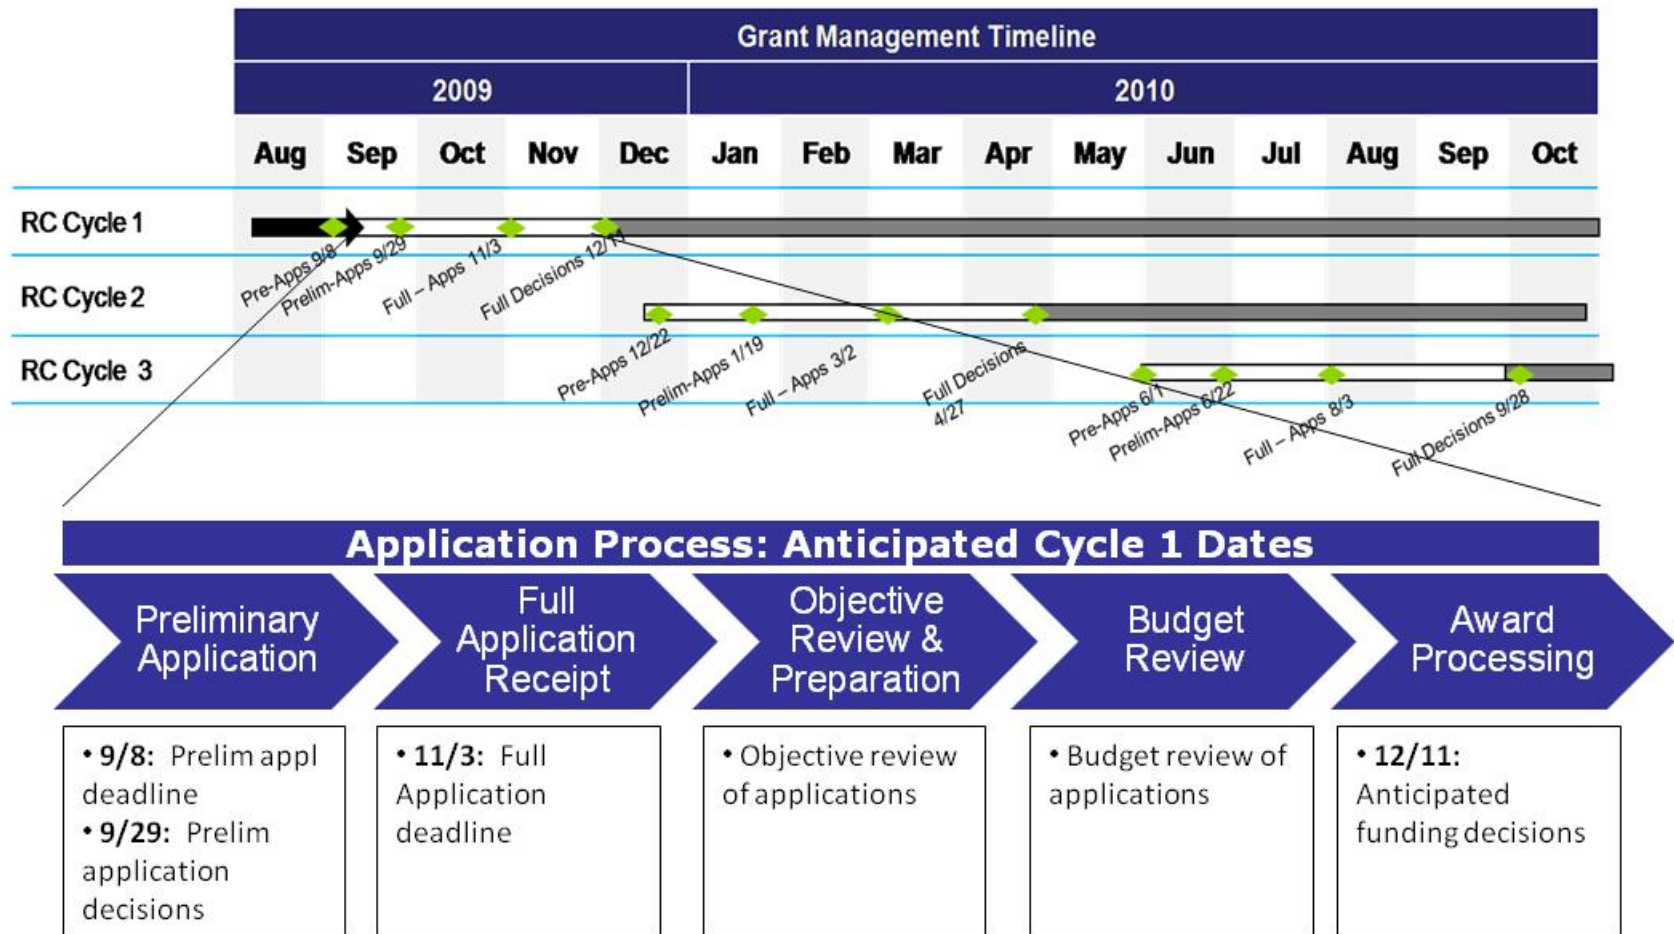 Grant Management Timeline
2009 2010
Aug Sep Oct Nov Dec Jan Feb Mar Apr May Jun Jul Aug Sep Oct
RC Cycle 1
Pre-Apps 9/8
Prelim-Apps 9/29
Full – Apps 11/3
Full Decisions 12/11
RC Cycle 2
Pre-Apps 12/22
Prelim-Apps 1/19
Full – Apps 3/2
Full Decisions
4/27
RC Cycle 3
Pre-Apps 6/1
Prelim-Apps 6/22
Full – Apps 8/3
Full Decisions 9/28
Application Process: Anticipated Cycle 1 Dates
Preliminary
Application
Full
Application
Receipt
Objective
Review &
Preparation
Budget
Review
Award
Processing
• 9/8: Prelim appl
deadline
• 9/29: Prelim
application
decisions
• 11/3: Full
Application
deadline
• Objective review
of applications
• Budget review of
applications
• 12/11:
Anticipated
funding decisions